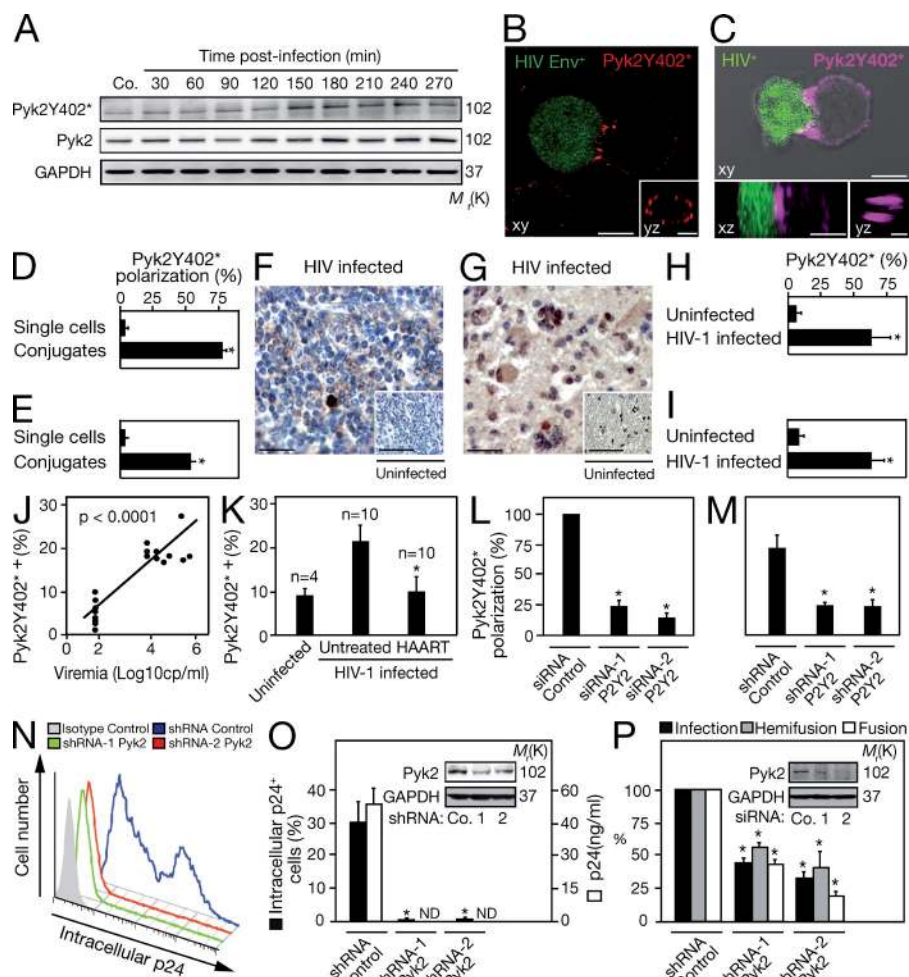 A
Time post-infection (min)
Co. 30 60 90 120 150 180 210 240 270
Pyk2Y402* 102
Pyk2 102
GAPDH 37
Mr(K)
B
HIV Env+ Pyk2Y402*
xy
yz
C
HIV+ Pyk2Y402*
xy
xz
yz
D
Pyk2Y402*
polarization (%)
0 25 50 75
Single cells
Conjugates *
E
Single cells
Conjugates *
F
HIV infected
Uninfected
G
HIV infected
Uninfected
H
Pyk2Y402* (%)
0 25 50 75
Uninfected
HIV-1 infected *
I
Uninfected
HIV-1 infected *
J
p < 0.0001
Pyk2Y402* + (%)
30
20
10
0
0 2 4 6
Viremia (Log10cp/ml)
K
Pyk2Y402* + (%)
30
20
10
0
n=4
n=10
n=10
*
Uninfected
Untreated HAART
HIV-1 infected
L
Pyk2Y402*
polarization (%)
100
75
50
25
0
* *
siRNA Control
siRNA-1 P2Y2
siRNA-2 P2Y2
M
* *
shRNA Control
shRNA-1 P2Y2
shRNA-2 P2Y2
N
Isotype Control shRNA Control
shRNA-1 Pyk2 shRNA-2 Pyk2
Cell number
Intracellular p24
O
Intracellular p24+
cells (%)
40
30
20
10
0
Mr(K)
Pyk2 102
GAPDH 37
shRNA: Co. 1 2
60
45
30
15
0
p24(ng/ml)
* ND * ND
shRNA Control
shRNA-1 Pyk2
shRNA-2 Pyk2
P
Infection Hemifusion Fusion
Mr(K)
Pyk2 102
GAPDH 37
siRNA: Co. 1 2
%
100
75
50
25
0
* * * * * *
shRNA Control
shRNA-1 Pyk2
shRNA-2 Pyk2